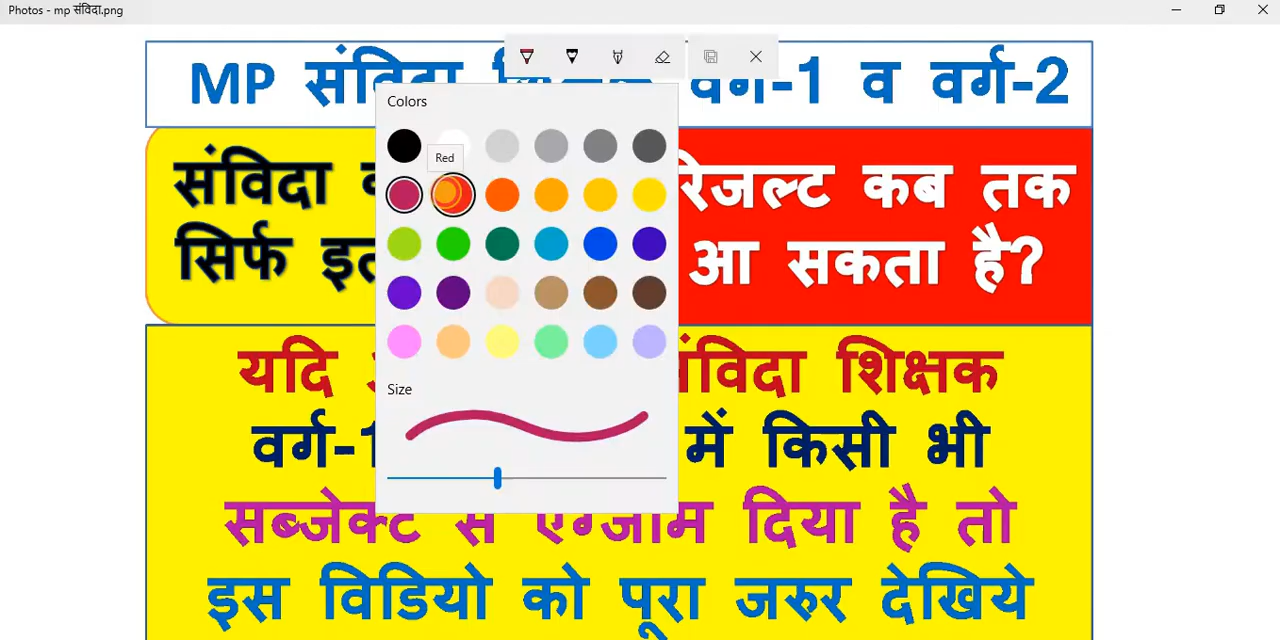 Photos - mp संविदा.png
MP संविदा वर्ग-1 व वर्ग-2
Colors
Red
संविदा
रिजल्ट कब तक
सिर्फ
आ सकता है?
यदि संविदा शिक्षक
वर्ग-1 में किसी भी
Size
सब्जेक्ट से एग्जाम दिया है तो
इस विडियो को पूरा जरुर देखिये